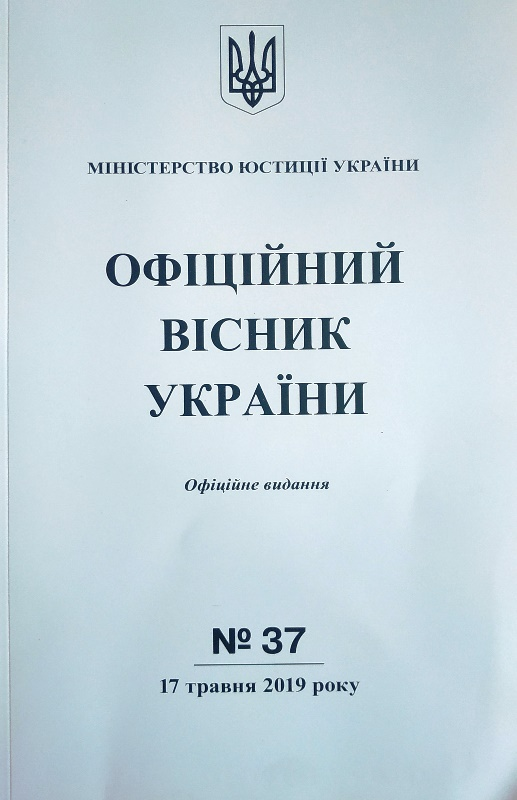 МІНІСТЕРСТВО ЮСТИЦІЇ УКРАЇНИ
ОФІЦІЙНИЙ
ВІСНИК
УКРАЇНИ
Офіційне видання
№ 37
17 травня 2019 року